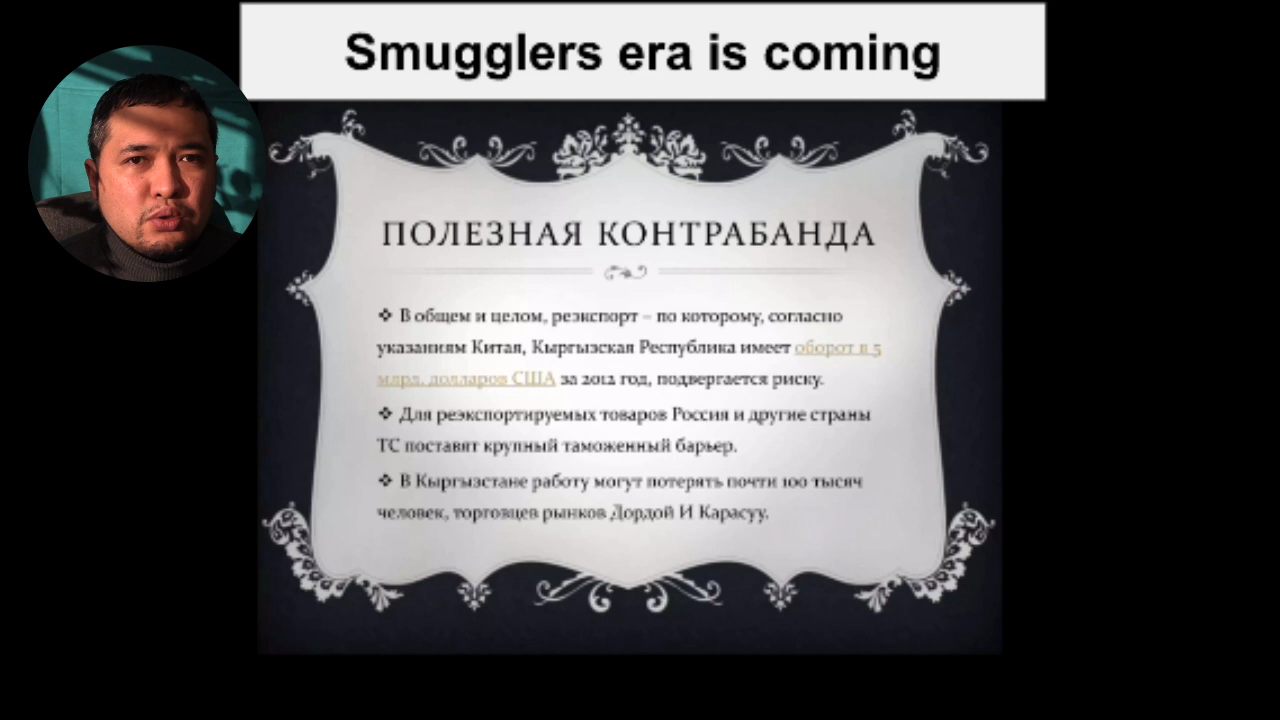 Smugglers era is coming
ПОЛЕЗНАЯ КОНТРАБАНДА
❖ В общем и целом, реэкспорт – по которому, согласно
указаниям Китая, Кыргызская Республика имеет оборот в 5
млрд. долларов США за 2012 год, подвергается риску.
❖ Для реэкспортируемых товаров Россия и другие страны
ТС поставят крупный таможенный барьер.
❖ В Кыргызстане работу могут потерять почти 100 тысяч
человек, торговцев рынков Дордой И Карасуу.